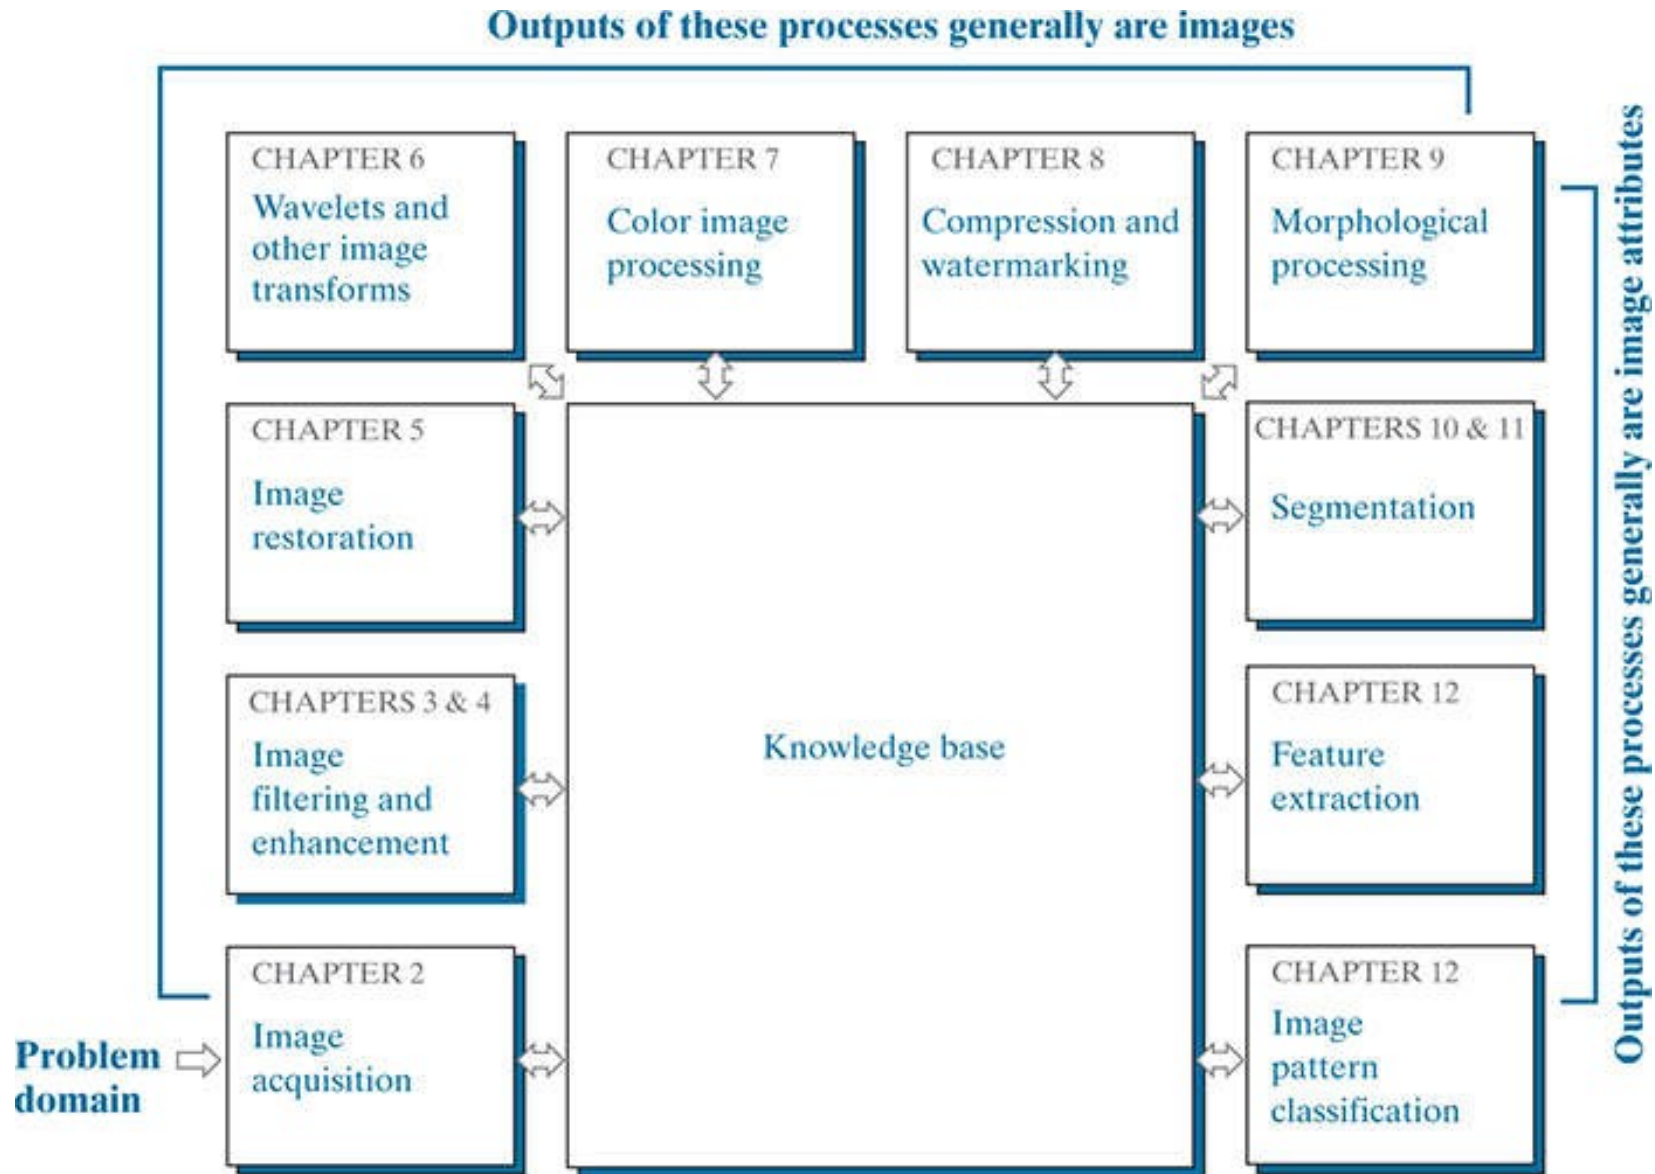 Outputs of these processes generally are images
CHAPTER 6
Wavelets and
other image
transforms
CHAPTER 7
Color image
processing
CHAPTER 8
Compression and
watermarking
CHAPTER 9
Morphological
processing
CHAPTER 5
Image
restoration
CHAPTERS 10 & 11
Segmentation
CHAPTERS 3 & 4
Image
filtering and
enhancement
Knowledge base
CHAPTER 12
Feature
extraction
CHAPTER 2
Image
acquisition
CHAPTER 12
Image
pattern
classification
Problem
domain
Outputs of these processes generally are image attributes